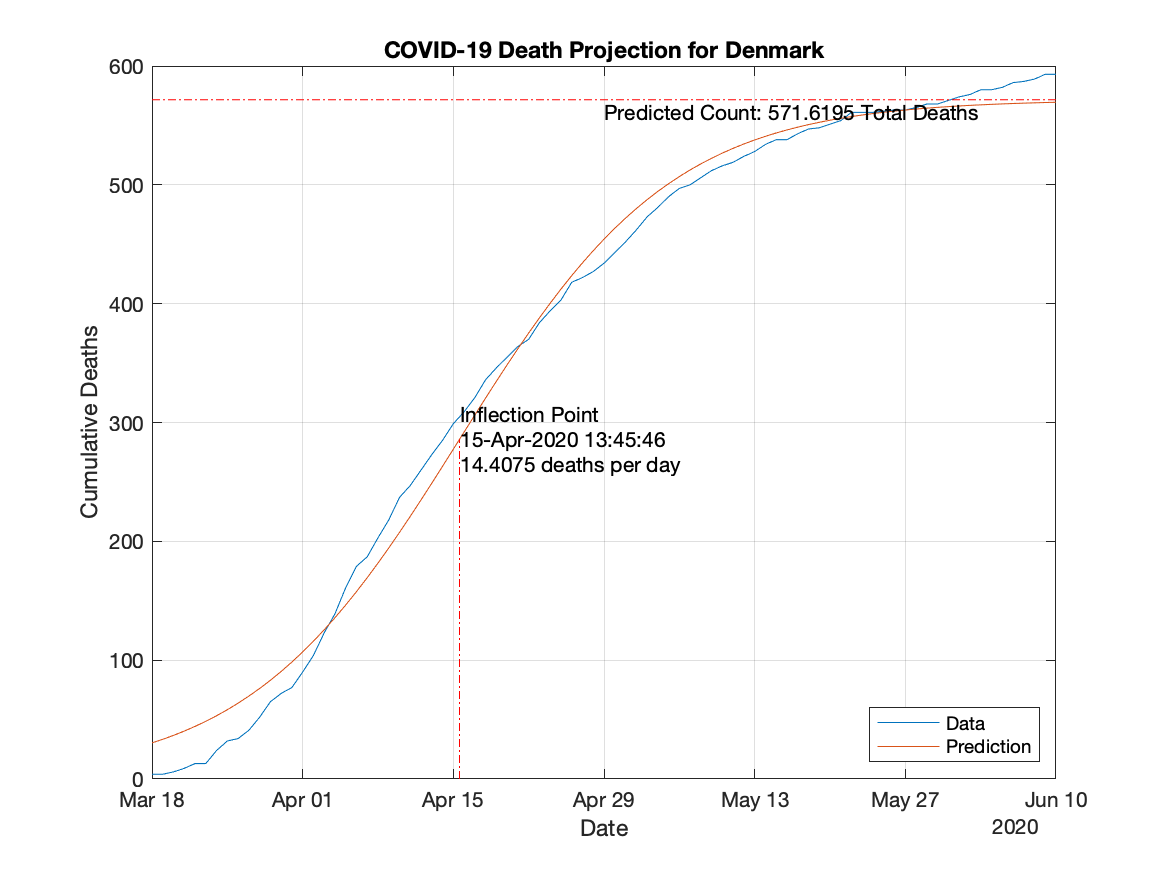 COVID-19 Death Projection for Denmark
600
500
400
300
200
100
0
Cumulative Deaths
Predicted Count: 571.6195 Total Deaths
Inflection Point
15-Apr-2020 13:45:46
14.4075 deaths per day
Data
Prediction
Mar 18 Apr 01 Apr 15 Apr 29 May 13 May 27 Jun 10
Date
2020